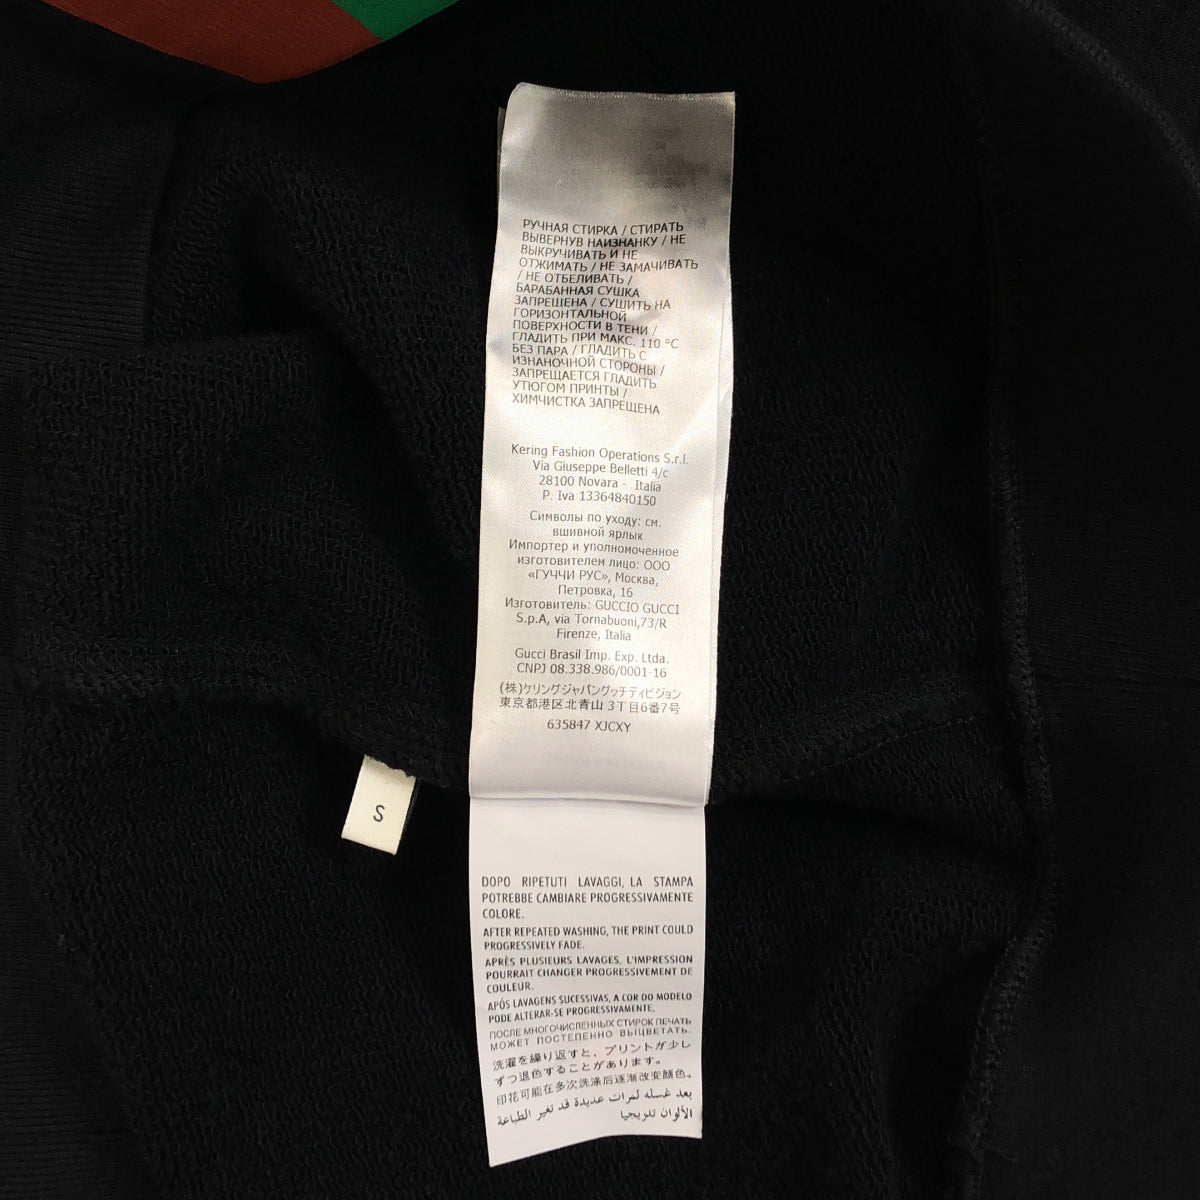 РУЧНАЯ СТИРКА / СТИРАТЬ
ВЫВЕРНУВ НАИЗНАНКУ / НЕ
ВЫКРУЧИВАТЬ И НЕ
ОТЖИМАТЬ / НЕ ЗАМАЧИВАТЬ
/ НЕ ОТБЕЛИВАТЬ /
БАРАБАННАЯ СУШКА
ЗАПРЕЩЕНА / СУШИТЬ НА
ГОРИЗОНТАЛЬНОЙ
ПОВЕРХНОСТИ В ТЕНИ /
ГЛАДИТЬ ПРИ МАКС. 110 °C
БЕЗ ПАРА / ГЛАДИТЬ С
ИЗНАНОЧНОЙ СТОРОНЫ /
ЗАПРЕЩАЕТСЯ ГЛАДИТЬ
УТЮГОМ ПРИНТЫ /
ХИМЧИСТКА ЗАПРЕЩЕНА
Kering Fashion Operations S.r.l.
Via Giuseppe Belletti 4/c
28100 Novara - Italia
P. Iva 13364840150
Символы по уходу: см.
вшивной ярлык
Импортер и уполномоченное
изготовителем лицо: ООО
«ГУЧЧИ РУС», Москва,
Петровка, 16
Изготовитель: GUCCIO GUCCI
S.p.A, via Tornabuoni,73/R
Firenze, Italia
Gucci Brasil Imp. Exp. Ltda.
CNPJ 08.338.986/0001-16
(株)ケリングジャパングッチディビジョン
東京都港区北青山 3丁目6番7号
635847 XJCXY
S
DOPO RIPETUTI LAVAGGI, LA STAMPA
POTREBBE CAMBIARE PROGRESSIVAMENTE
COLORE.
AFTER REPEATED WASHING, THE PRINT COULD
PROGRESSIVELY FADE.
APRÈS PLUSIEURS LAVAGES, L'IMPRESSION
POURRAIT CHANGER PROGRESSIVEMENT DE
COULEUR.
APÓS LAVAGENS SUCESSIVAS, A COR DO MODELO
PODE ALTERAR-SE PROGRESSIVAMENTE.
ПОСЛЕ МНОГОЧИСЛЕННЫХ СТИРОК ПЕЧАТЬ
МОЖЕТ ПОСТЕПЕННО ВЫЦВЕТАТЬ.
洗濯を繰り返すと、プリントが少し
ずつ退色することがあります。
印花可能在多次洗涤后逐渐改变颜色。
بعد غسله لمرات عديدة قد تغير الطباعة
الألوان تدريجيا